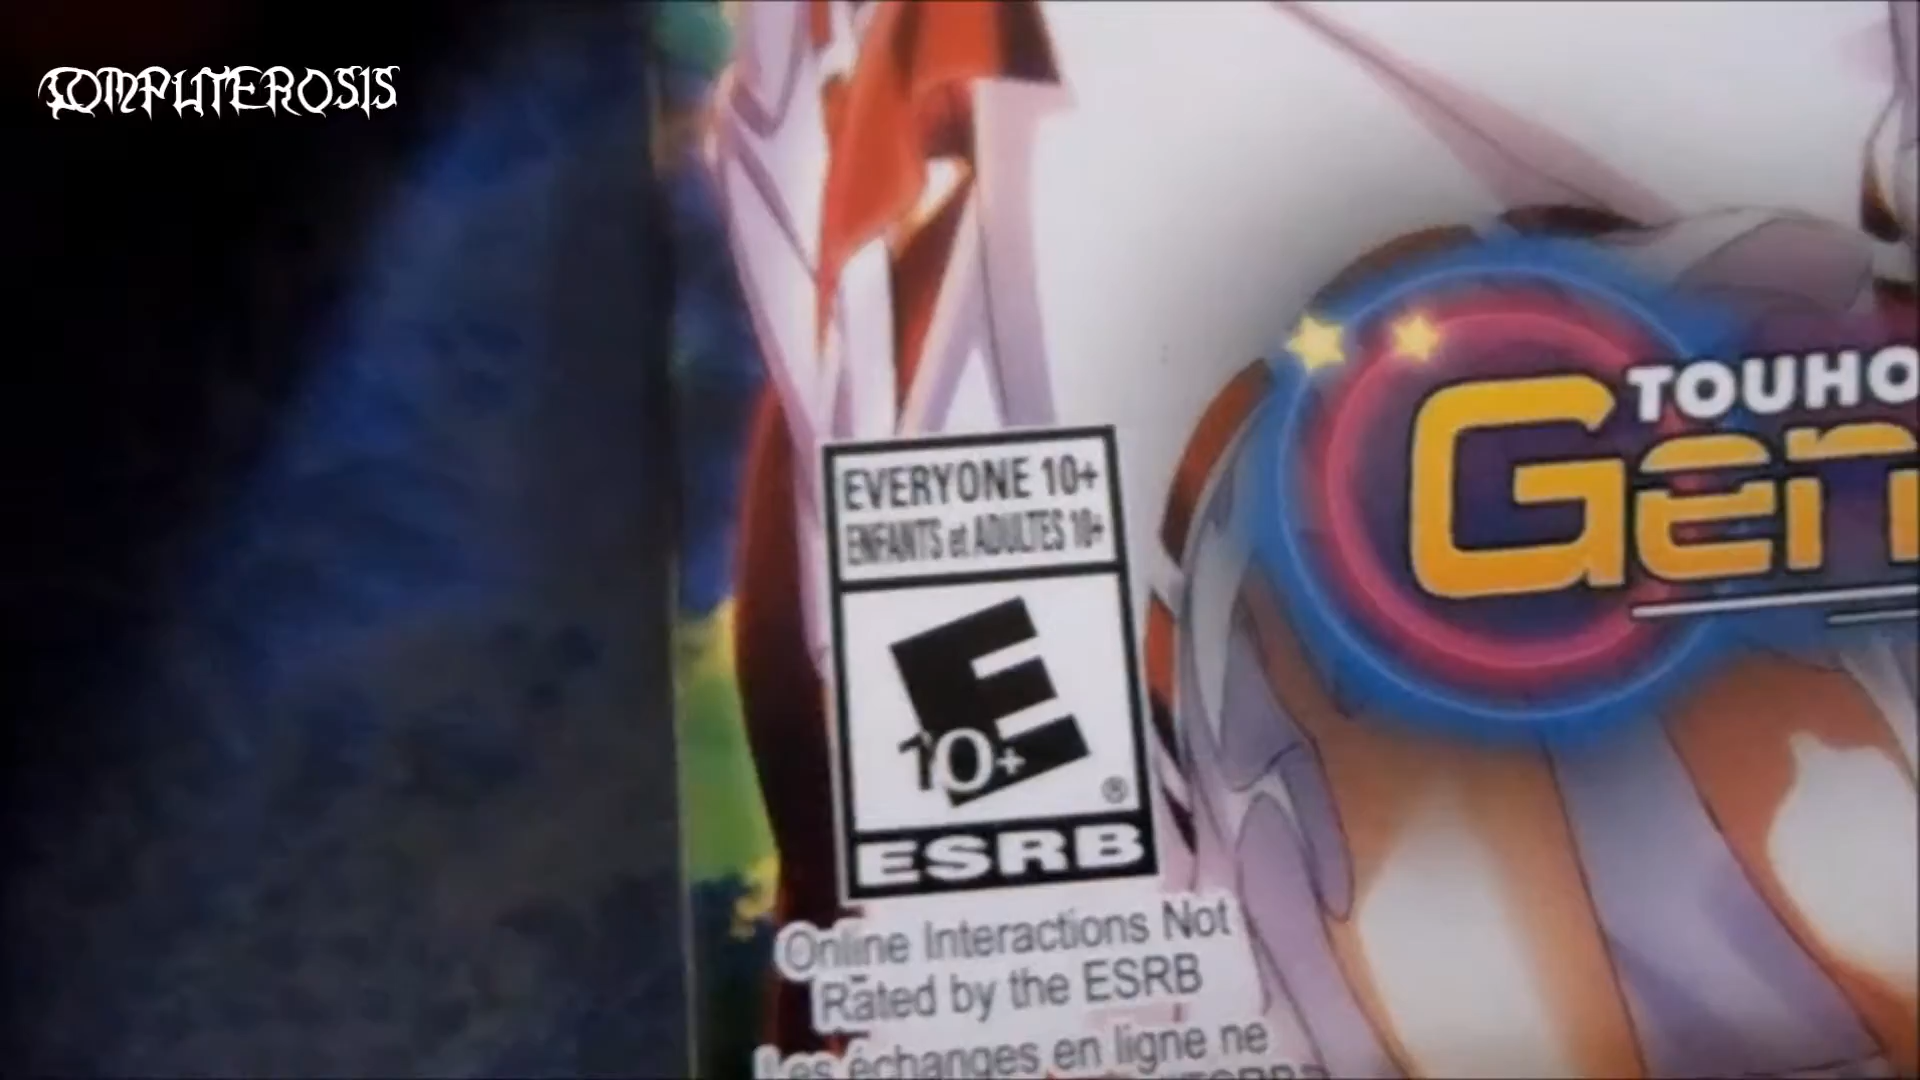 COMPUTEROSIS
TOUHO
Gen
EVERYONE 10+
ENFANTS et ADULTES 10+
E
10+
®
ESRB
Online Interactions Not
Rated by the ESRB
Les échanges en ligne ne